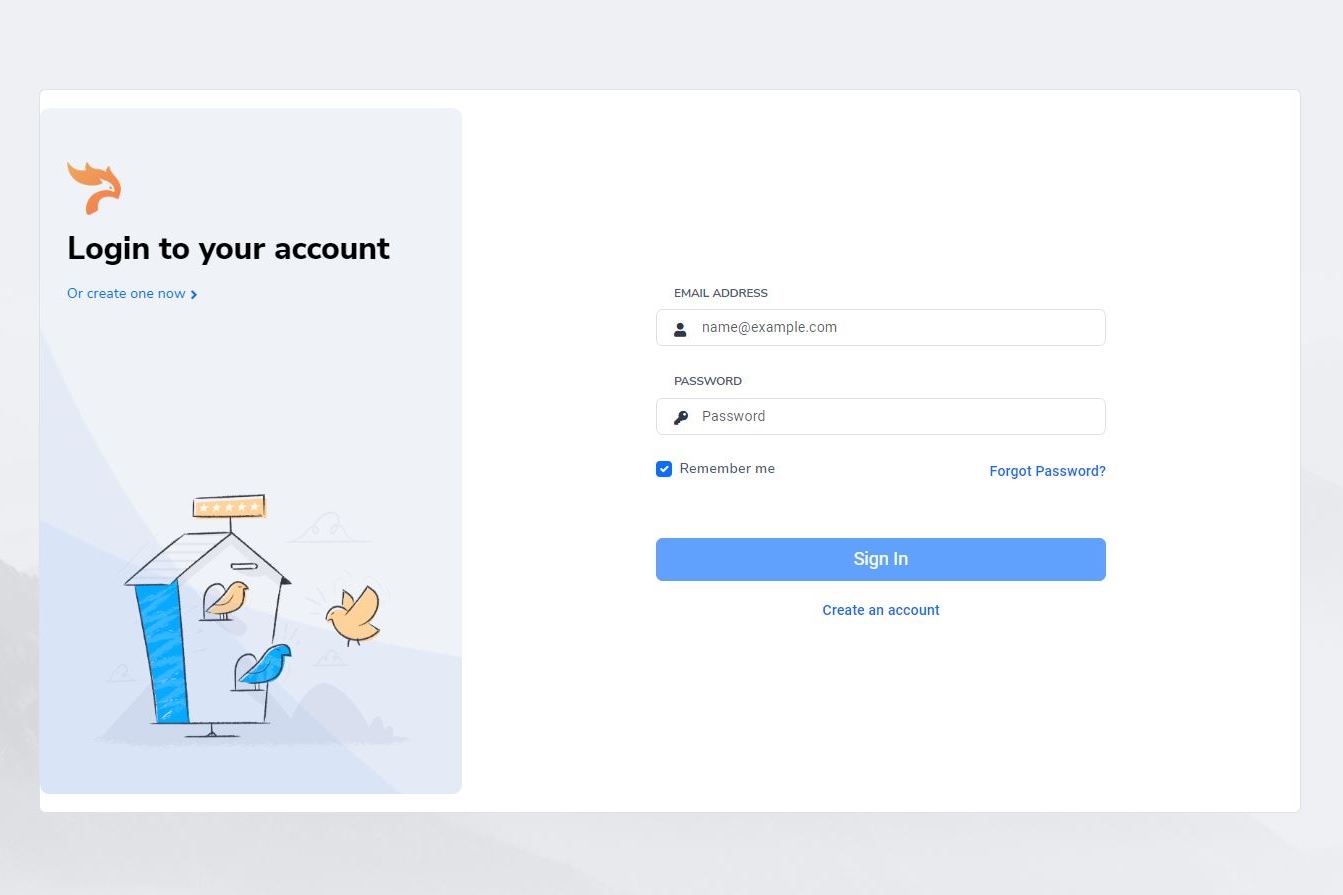 Login to your account
Or create one now
EMAIL ADDRESS
name@example.com
PASSWORD
Password
Remember me
Forgot Password?
Sign In
Create an account